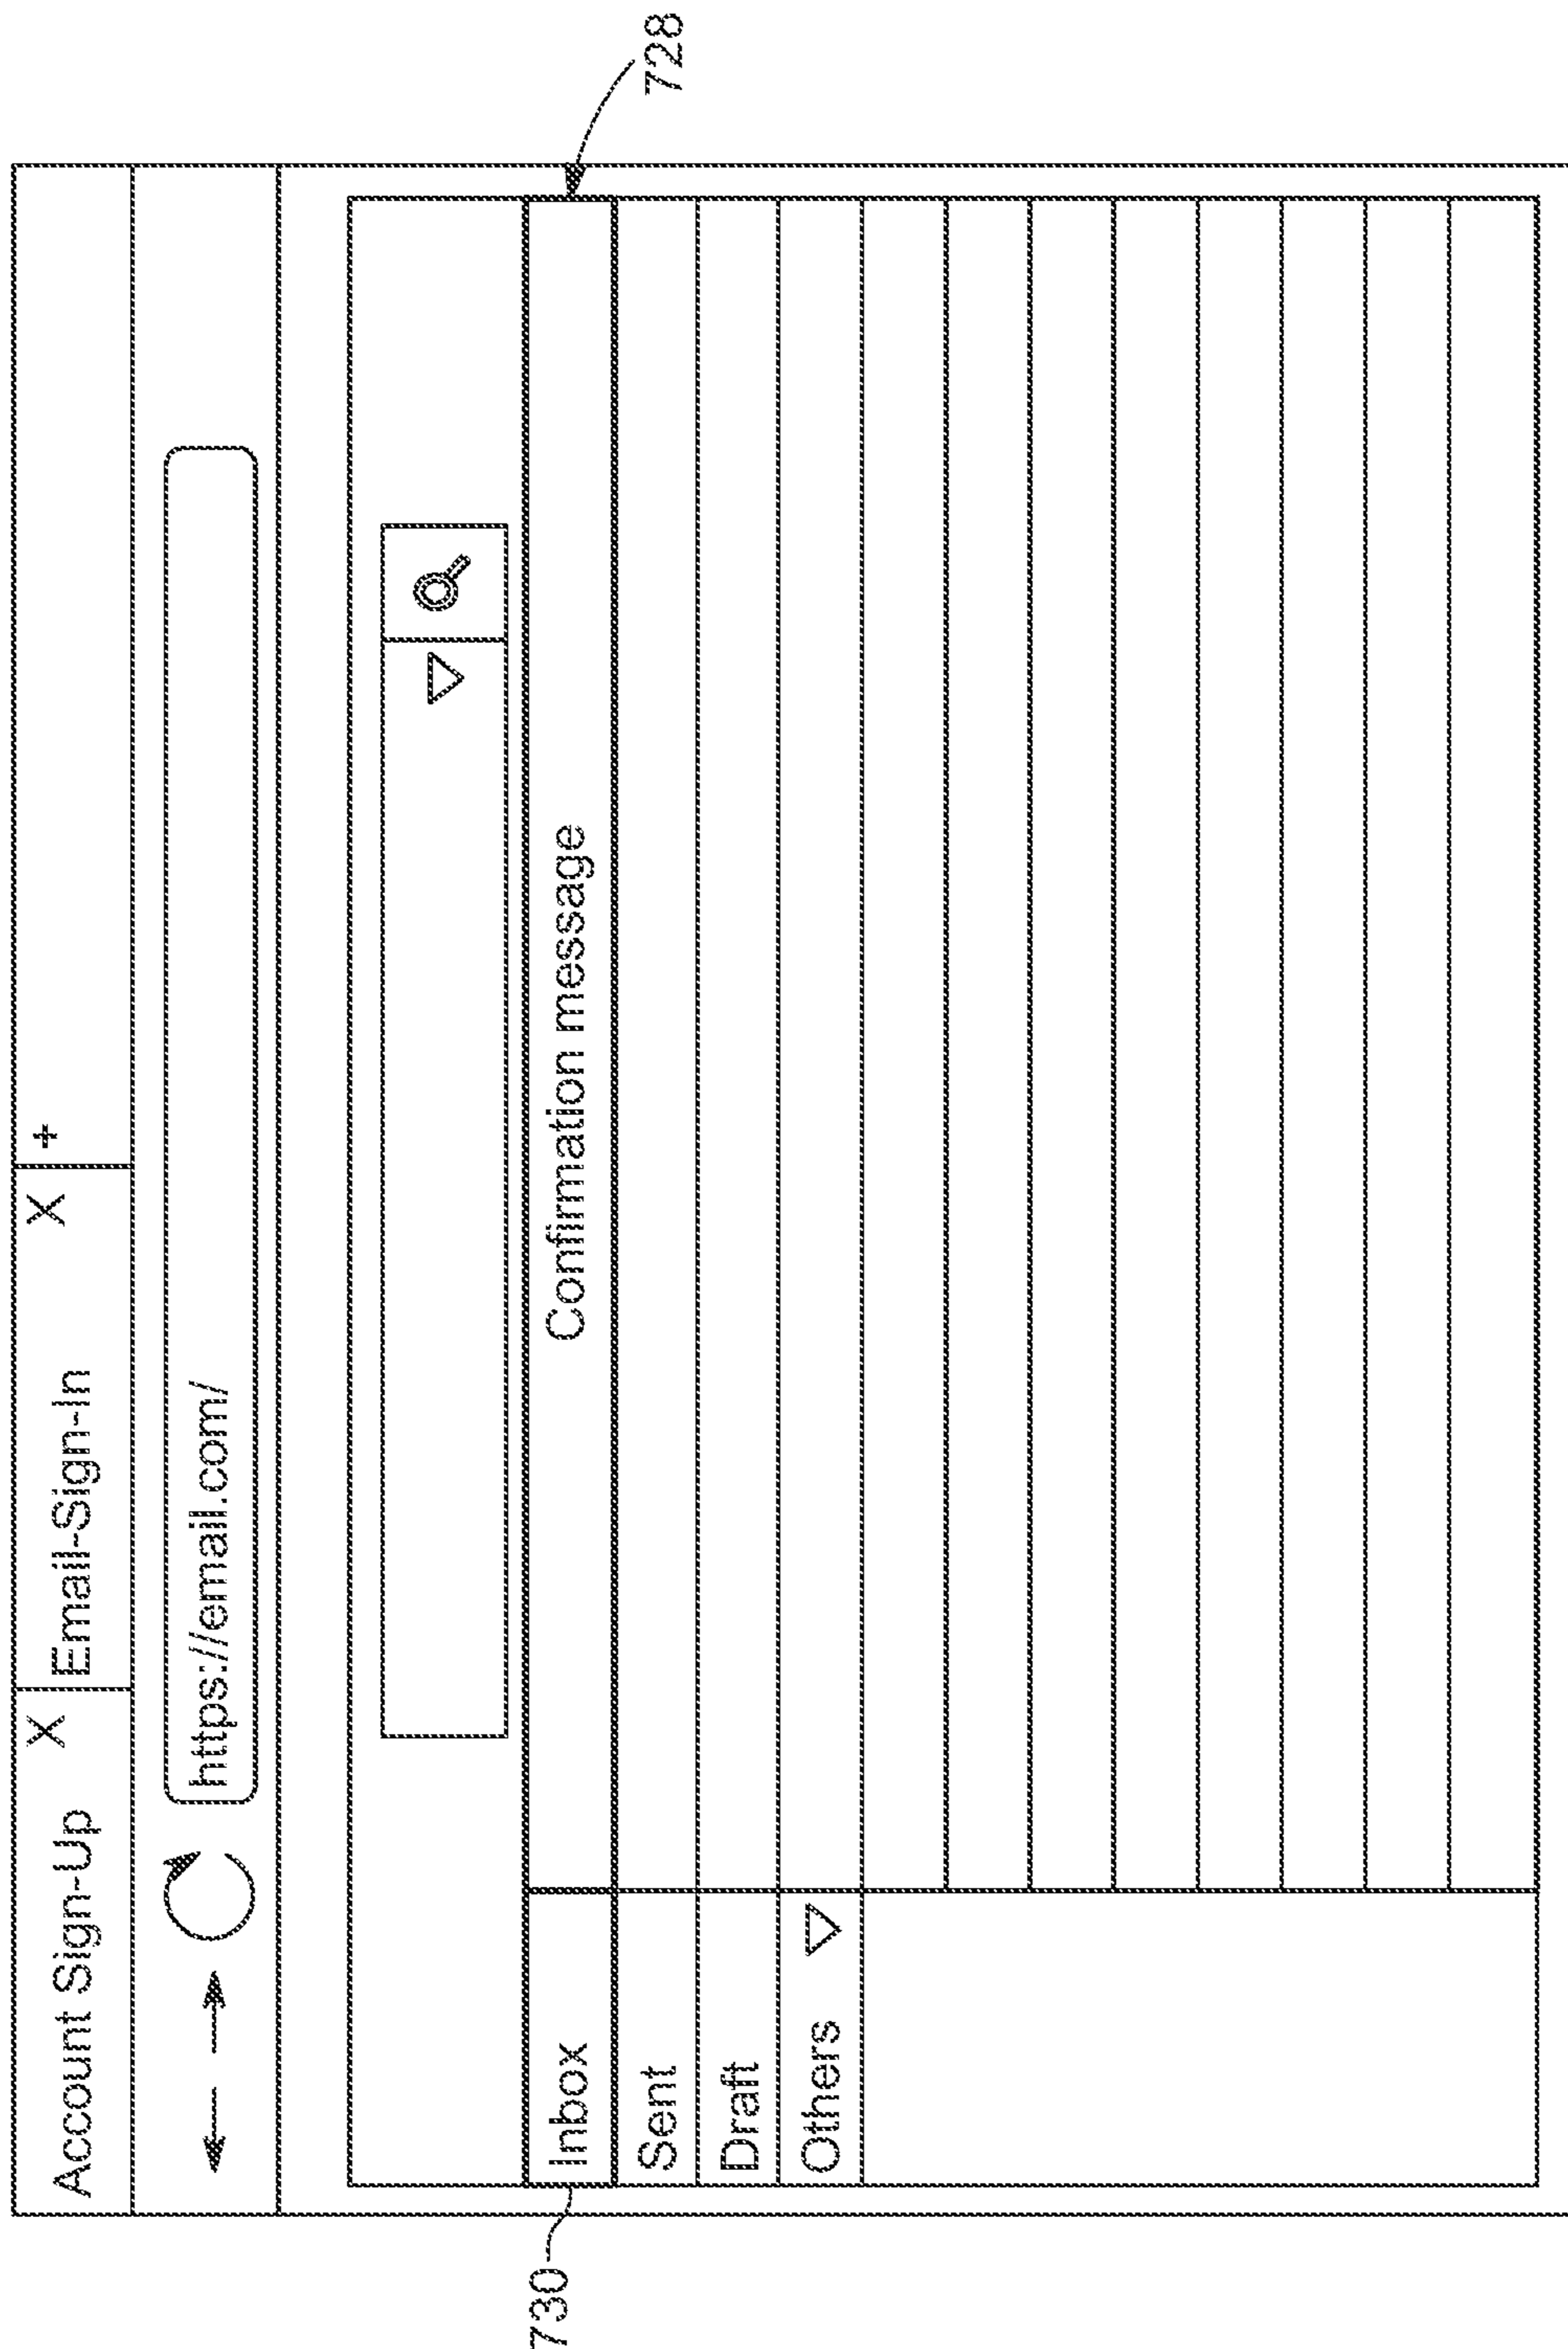 Account Sign-Up X Email-Sign-In X +
https://email.com/
728
730 Inbox Confirmation message
Sent
Draft
Others